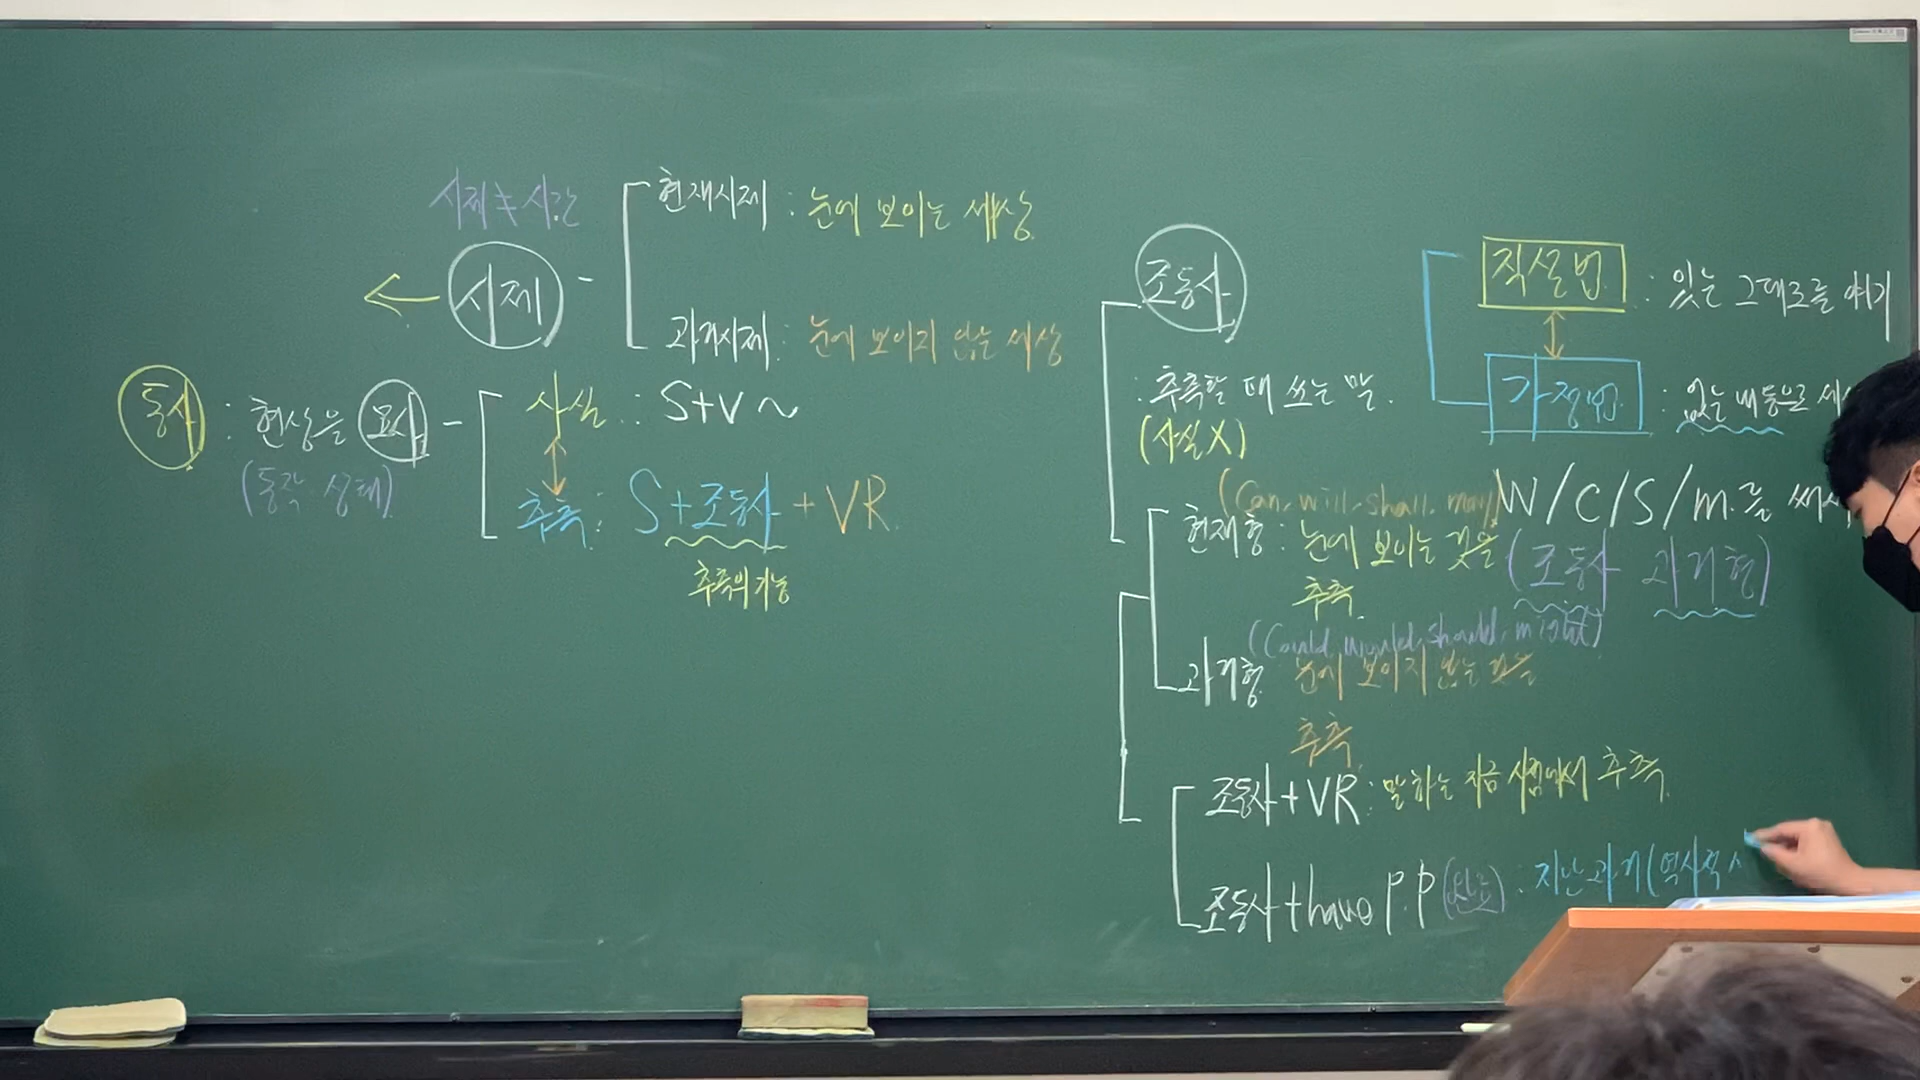 시제≠시간
시제 -
현재시제 : 눈에 보이는 세상
과거시제 : 눈에 보이지 않는 세상
동사 : 현상을 묘사 -
(동작 상태)
사실 : S+V ~
추측 : S+조동사 + VR
추측의 기능
조동사
: 추측할 때 쓰는 말.
(사실X)
(Can, will, shall, may)
현재형 : 눈에 보이는 것을
추측
(Could, would, should, might)
과거형 눈에 보이지 않는 것을
추측
조동사+VR : 말하는 지금 시점에서 추측
조동사+have p.p (완료) : 지난 과거(역사적 시
직설법 : 있는 그대로를 얘기
가정법 : 없는 내용으로
W/C/S/m.를 써서
(조동사 과거형)